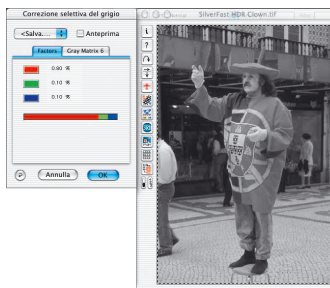 Correzione selettiva del grigio
<Salva....
Anteprima
Factors
Gray Matrix 6
0.80 %
0.10 %
0.10 %
Annulla
OK
SilverFast HDR Clown.tif
i
?